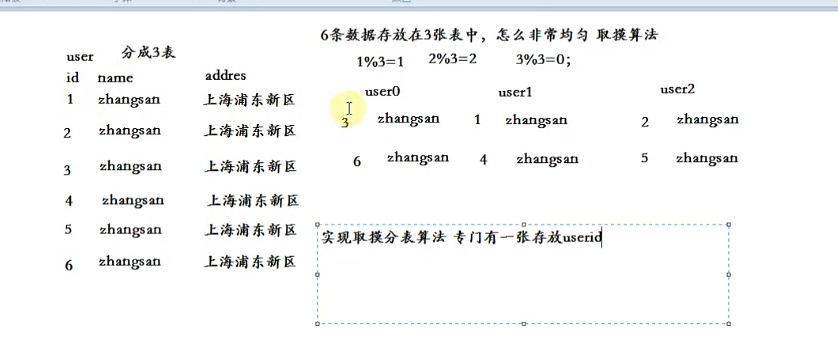 6条数据存放在3张表中，怎么非常均匀 取摸算法
user 分成3表
1%3=1 2%3=2 3%3=0；
id name addres
user0 user1 user2
1 zhangsan 上海浦东新区
3 zhangsan 1 zhangsan 2 zhangsan
2 zhangsan 上海浦东新区
6 zhangsan 4 zhangsan 5 zhangsan
3 zhangsan 上海浦东新区
4 zhangsan 上海浦东新区
5 zhangsan 上海浦东新区
实现取摸分表算法 专门有一张存放userid
6 zhangsan 上海浦东新区